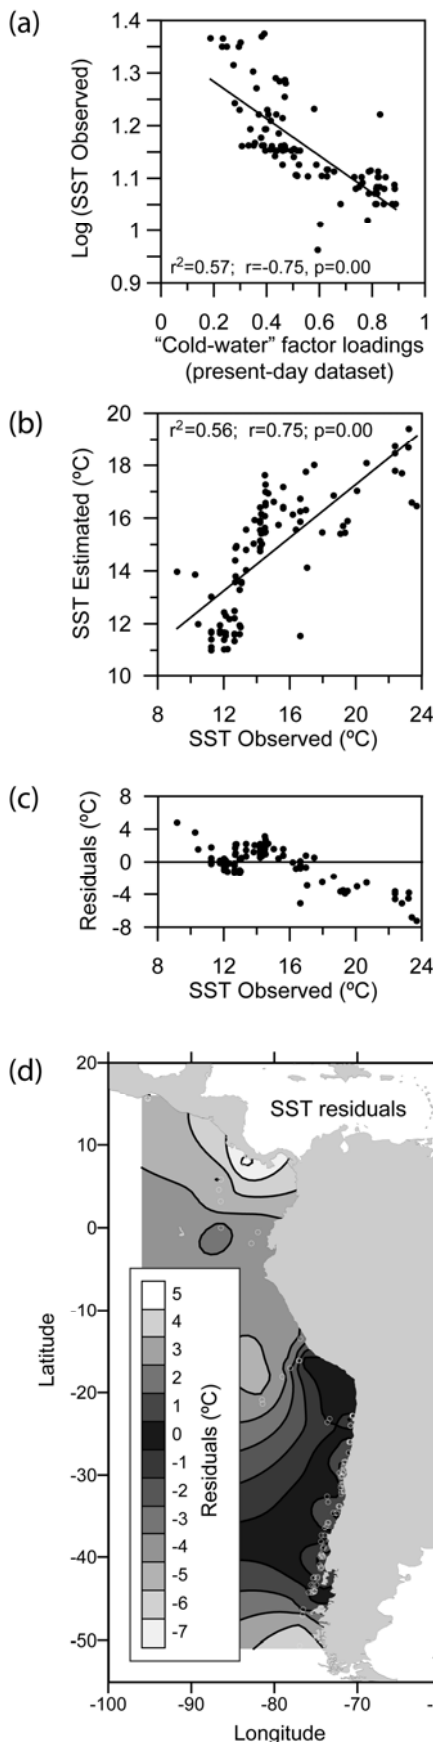 (a)
Log (SST Observed)
1.4
1.3
1.2
1.1
1
0.9
r²=0.57; r=-0.75, p=0.00
0 0.2 0.4 0.6 0.8 1
“Cold-water” factor loadings
(present-day dataset)
(b)
SST Estimated (ºC)
20
18
16
14
12
10
r²=0.56; r=0.75; p=0.00
8 12 16 20 24
SST Observed (ºC)
(c)
Residuals (ºC)
8
4
0
-4
-8
8 12 16 20 24
SST Observed (ºC)
(d)
Latitude
20
10
0
-10
-20
-30
-40
-50
SST residuals
5
4
3
2
1
0
-1
-2
-3
-4
-5
-6
-7
Residuals (ºC)
-100 -90 -80 -70 -60
Longitude